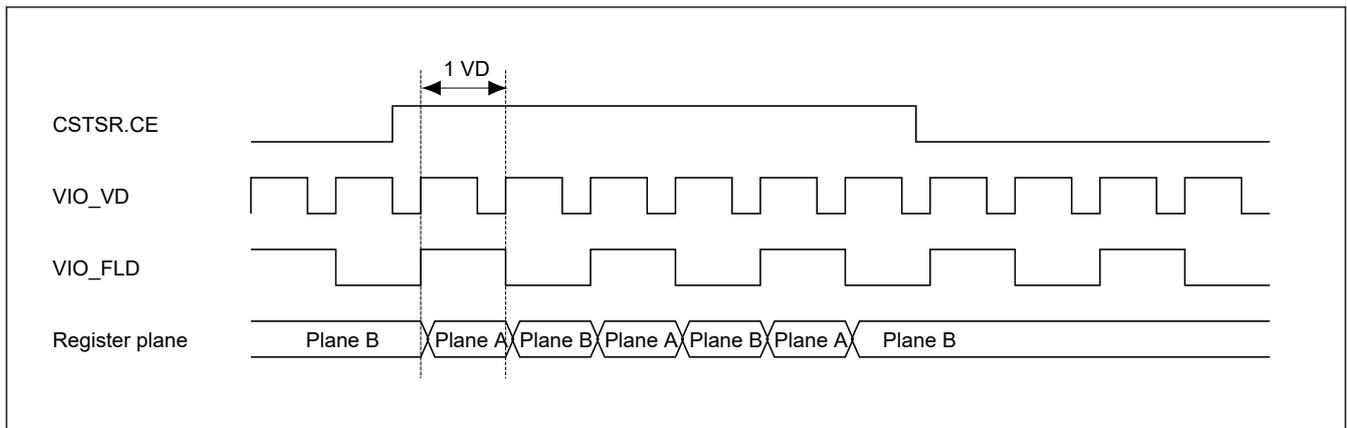 1 VD
CSTSR.CE
VIO_VD
VIO_FLD
Register plane Plane B Plane A Plane B Plane A Plane B Plane A Plane B